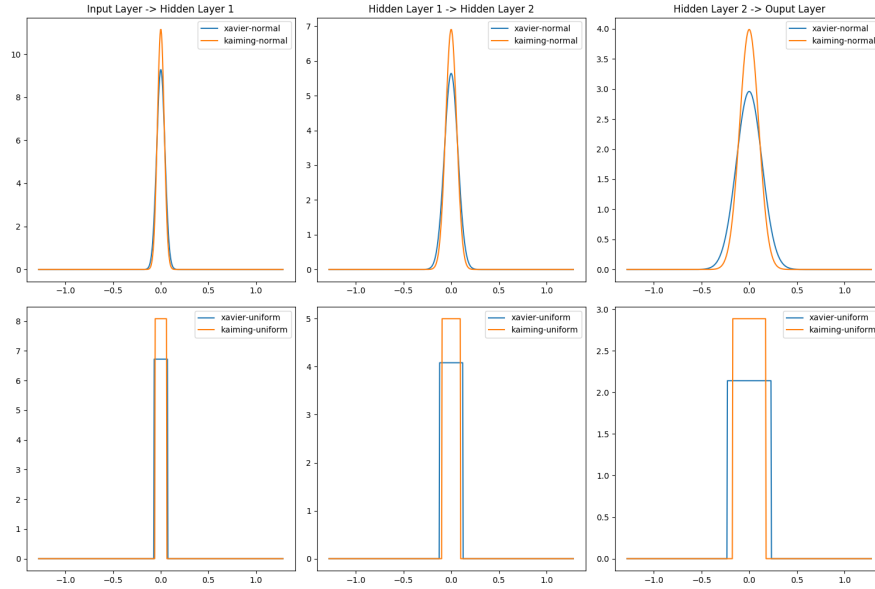 Input Layer -> Hidden Layer 1
xavier-normal
kaiming-normal
10
8
6
4
2
0
−1.0 −0.5 0.0 0.5 1.0
Hidden Layer 1 -> Hidden Layer 2
xavier-normal
kaiming-normal
7
6
5
4
3
2
1
0
−1.0 −0.5 0.0 0.5 1.0
Hidden Layer 2 -> Ouput Layer
xavier-normal
kaiming-normal
4.0
3.5
3.0
2.5
2.0
1.5
1.0
0.5
0.0
−1.0 −0.5 0.0 0.5 1.0
xavier-uniform
kaiming-uniform
8
7
6
5
4
3
2
1
0
−1.0 −0.5 0.0 0.5 1.0
xavier-uniform
kaiming-uniform
5
4
3
2
1
0
−1.0 −0.5 0.0 0.5 1.0
xavier-uniform
kaiming-uniform
3.0
2.5
2.0
1.5
1.0
0.5
0.0
−1.0 −0.5 0.0 0.5 1.0